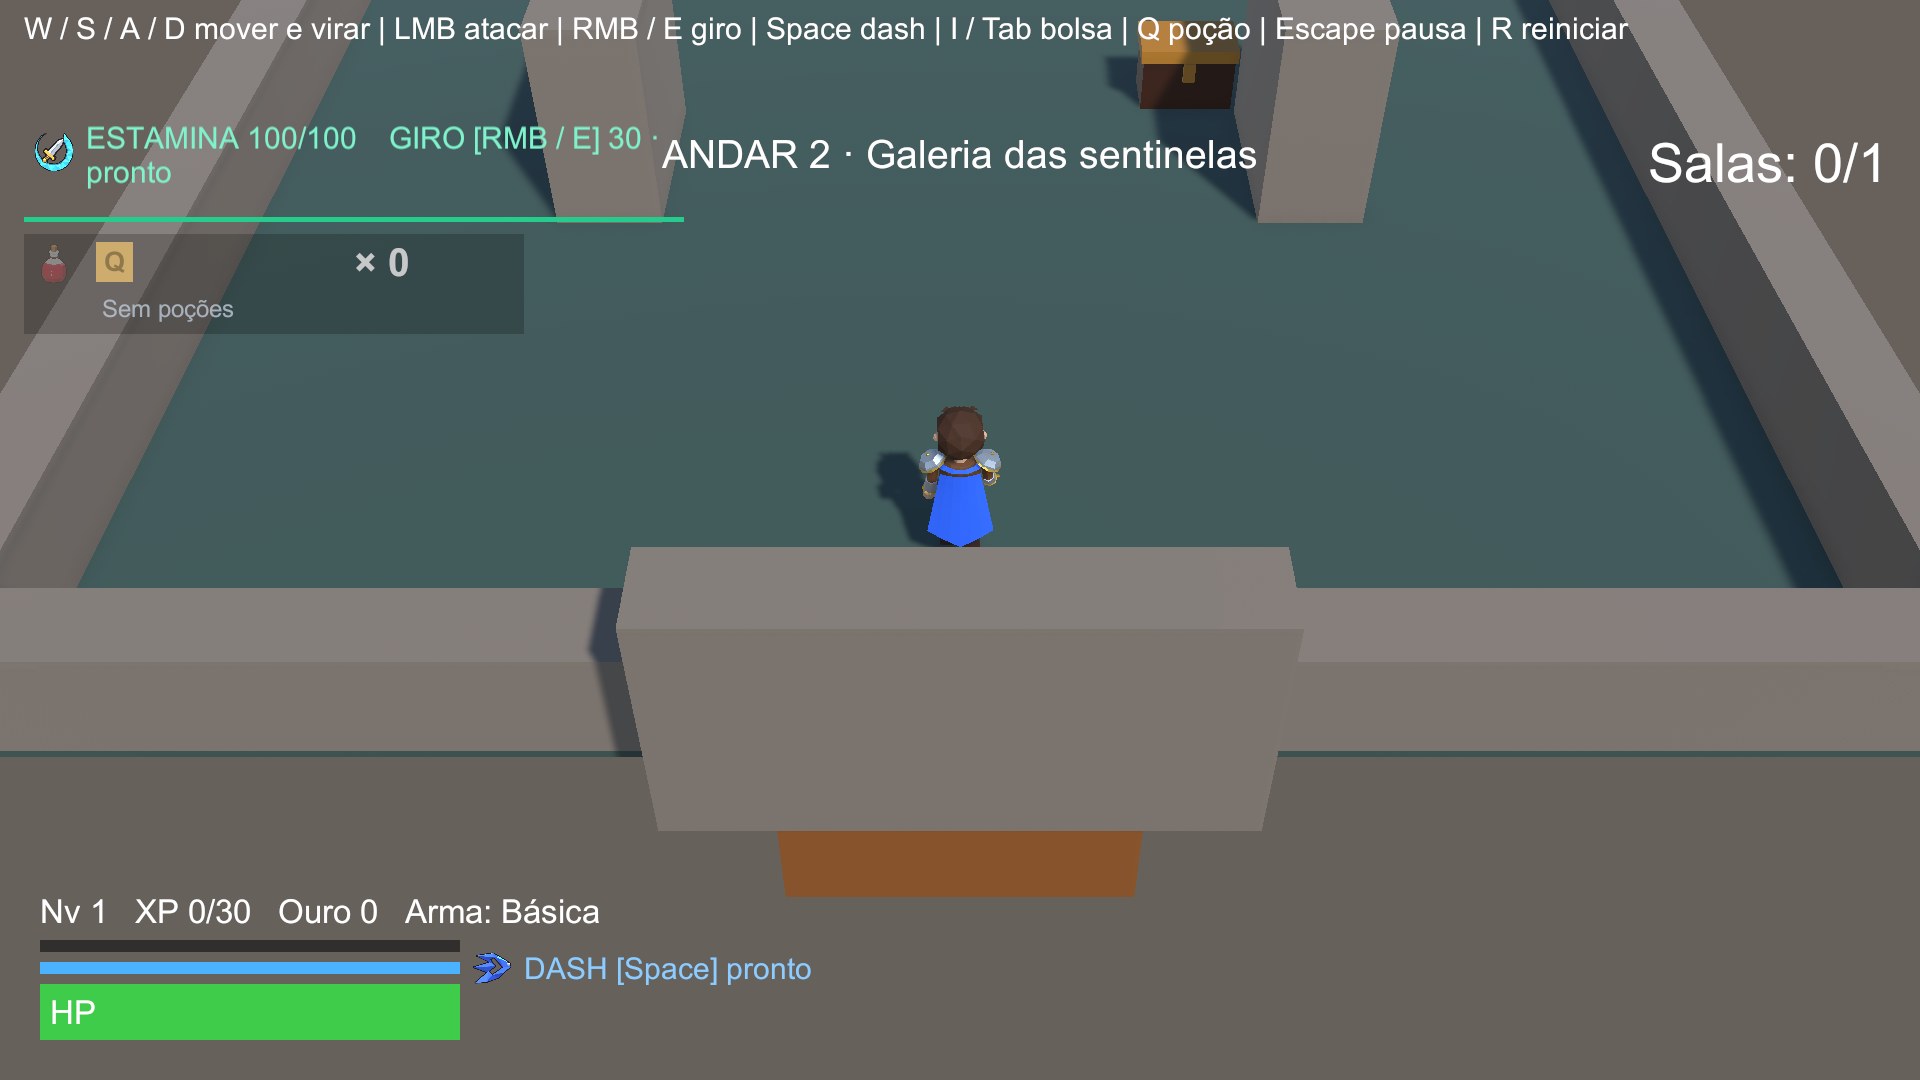 W / S / A / D mover e virar | LMB atacar | RMB / E giro | Space dash | I / Tab bolsa | Q poção | Escape pausa | R reiniciar
ESTAMINA 100/100 GIRO [RMB / E] 30 ·
pronto
ANDAR 2 · Galeria das sentinelas
Salas: 0/1
Q × 0
Sem poções
Nv 1 XP 0/30 Ouro 0 Arma: Básica
DASH [Space] pronto
HP